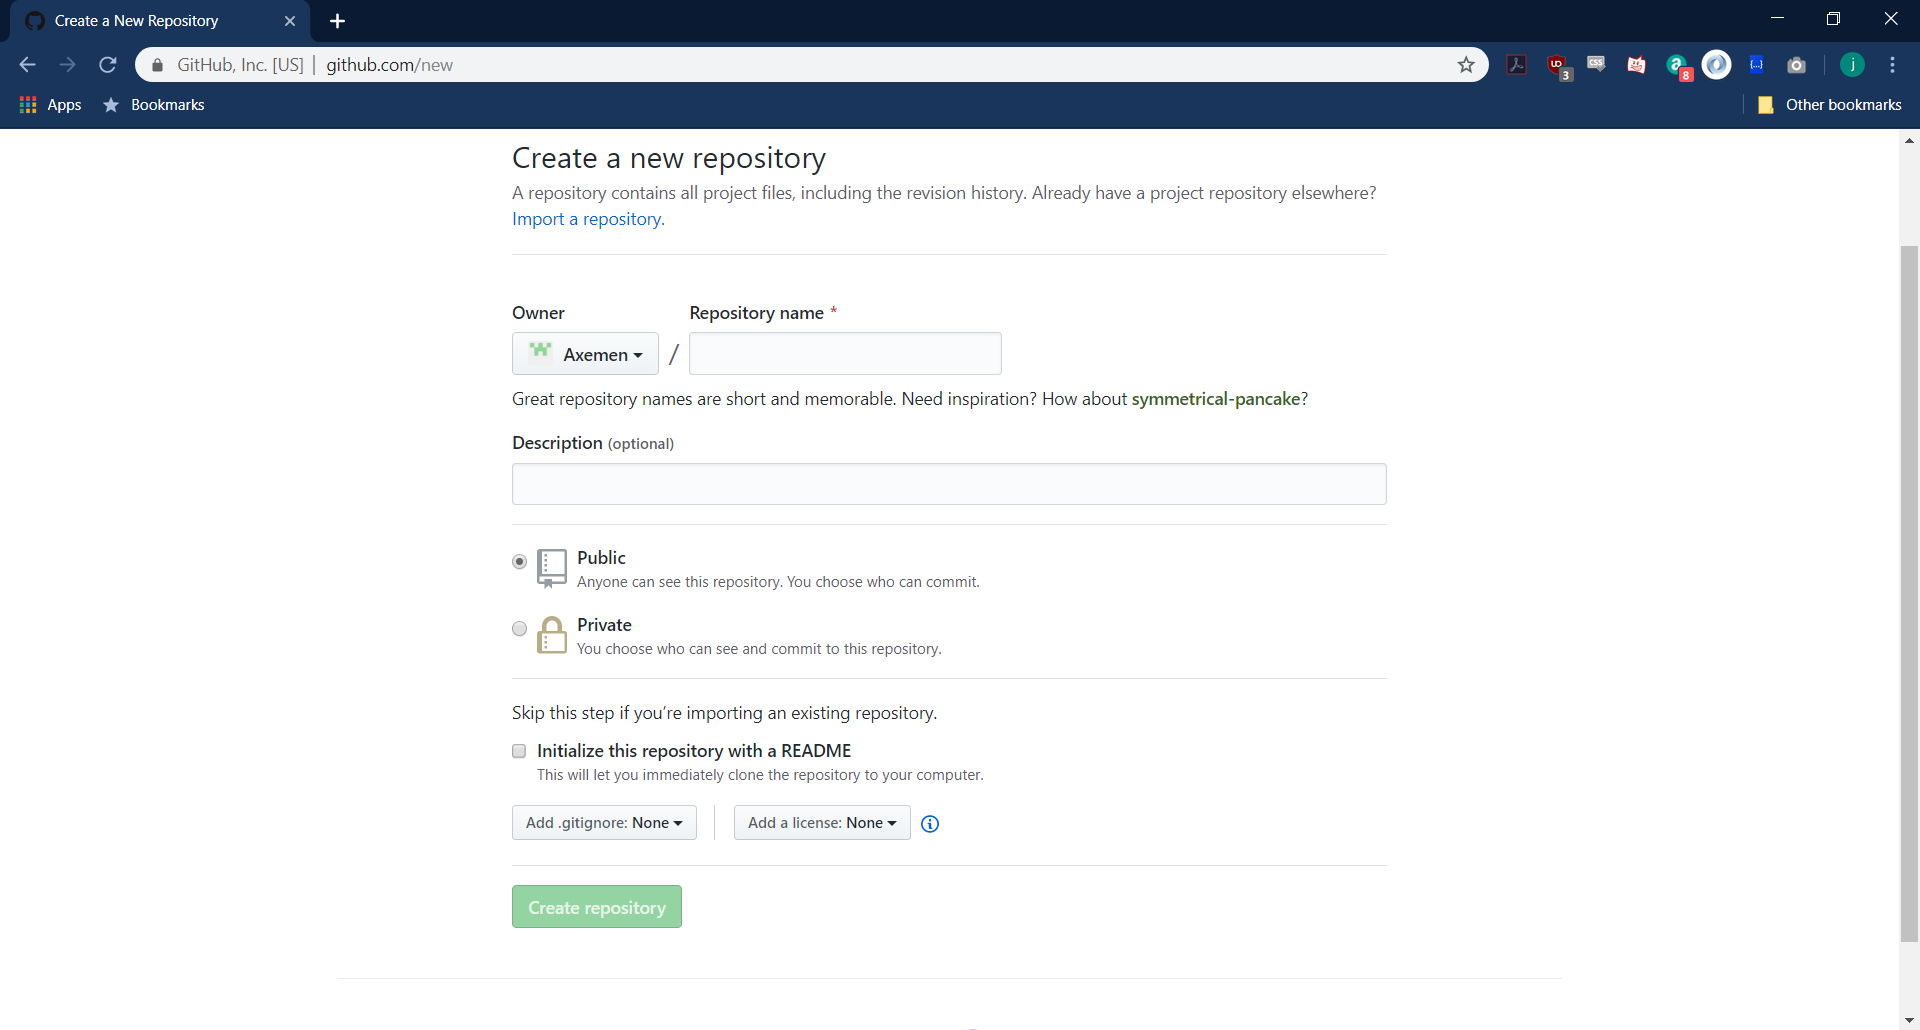 Create a New Repository
GitHub, Inc. [US] | github.com/new
3
CSS
8
{...}
j
Apps
Bookmarks
Other bookmarks
Create a new repository
A repository contains all project files, including the revision history. Already have a project repository elsewhere?
Import a repository.
Owner
Repository name *
Axemen
/
Great repository names are short and memorable. Need inspiration? How about symmetrical-pancake?
Description (optional)
Public
Anyone can see this repository. You choose who can commit.
Private
You choose who can see and commit to this repository.
Skip this step if you’re importing an existing repository.
Initialize this repository with a README
This will let you immediately clone the repository to your computer.
Add .gitignore: None
Add a license: None
Create repository